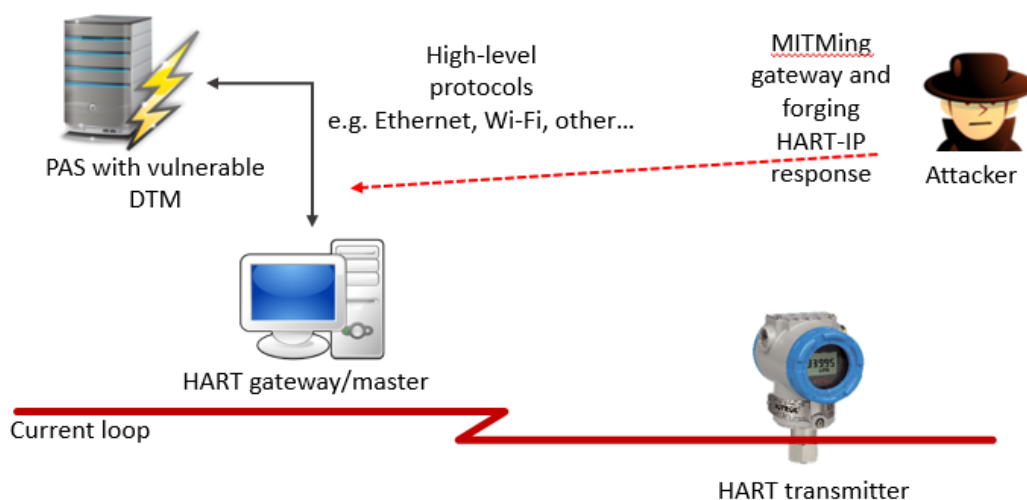 High-level
protocols
e.g. Ethernet, Wi-Fi, other...
MITMing
gateway and
forging
HART-IP
response
PAS with vulnerable
DTM
Attacker
HART gateway/master
Current loop
HART transmitter